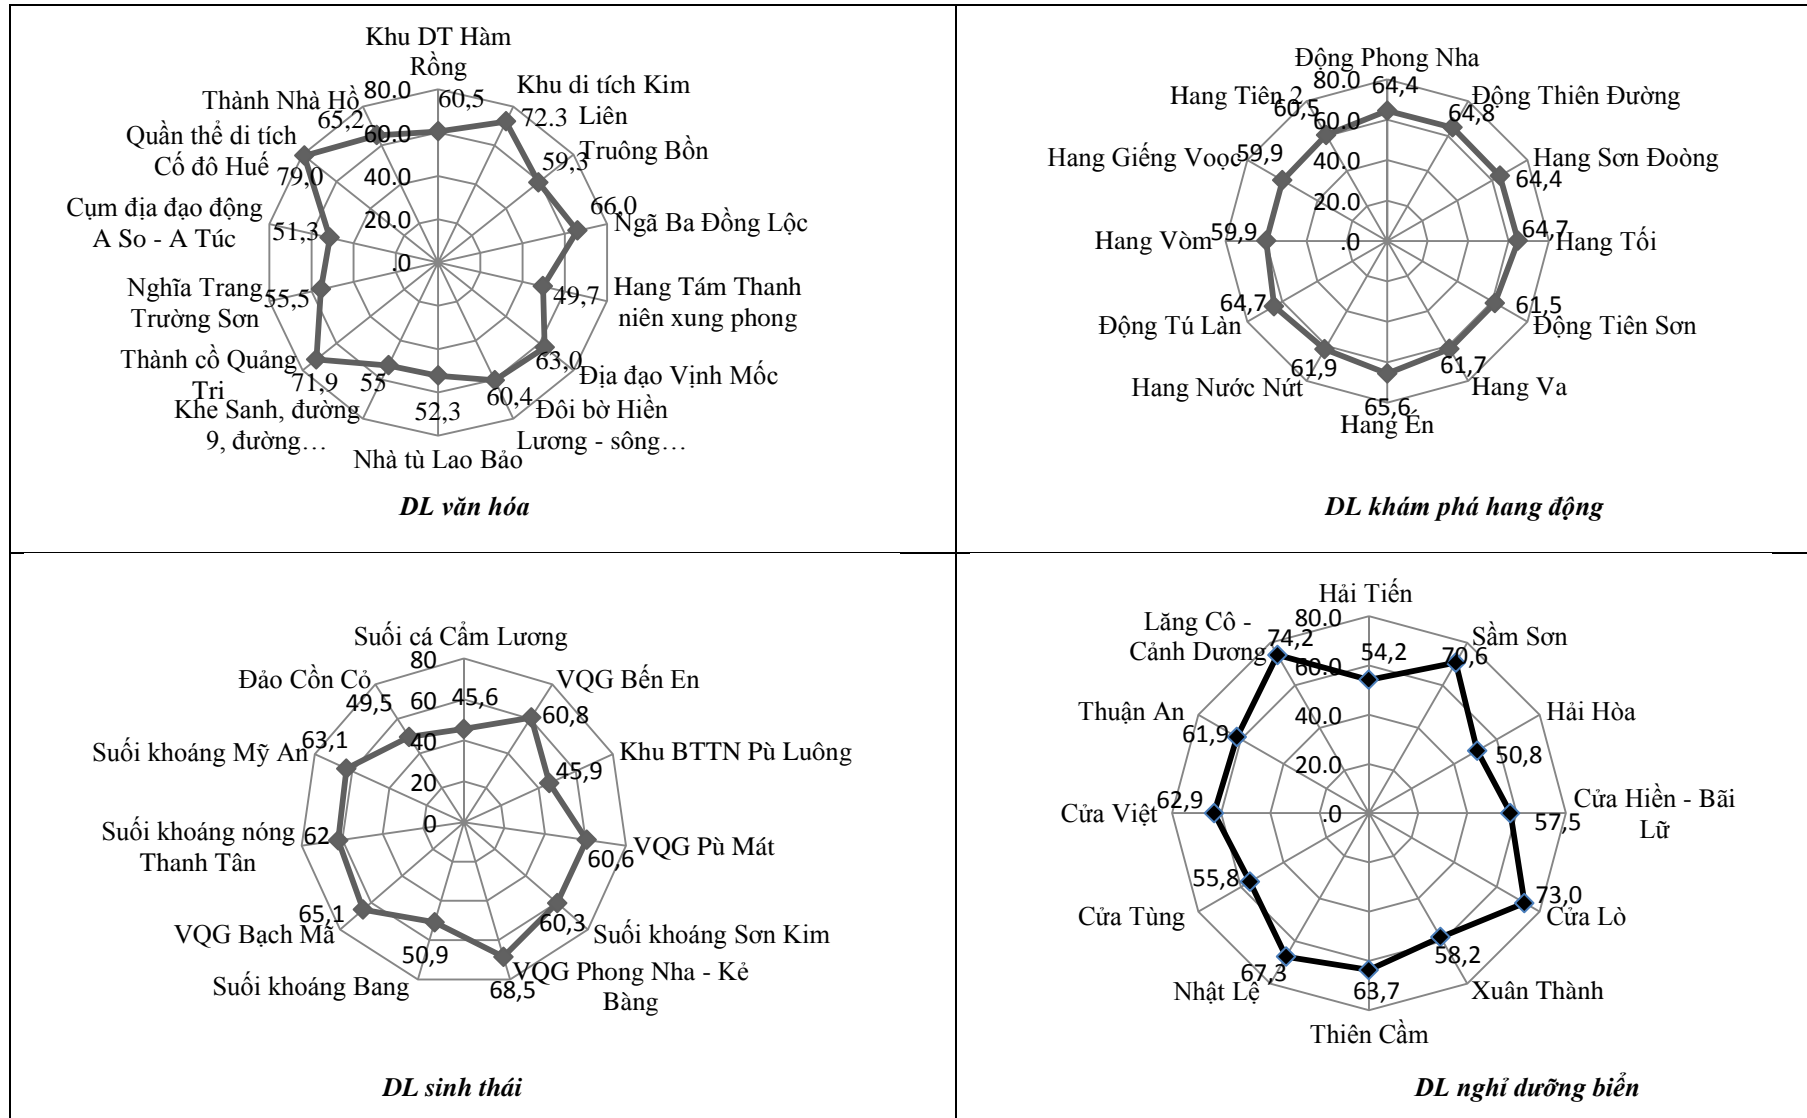 Khu DT Hàm
Rồng
80.0
60,5
Khu di tích Kim
Liên
72.3
Truông Bồn
59,3
66,0
Ngã Ba Đồng Lộc
Hang Tám Thanh
niên xung phong
49,7
63,0
Địa đạo Vịnh Mốc
Đôi bờ Hiền
Lương - sông…
60,4
52,3
Nhà tù Lao Bảo
55
Khe Sanh, đường
9, đường…
Thành cổ Quảng
Trị
71,9
Nghĩa Trang
Trường Sơn
55,5
Cụm địa đạo động
A So - A Túc
51,3
Quần thể di tích
Cố đô Huế
79,0
Thành Nhà Hồ
65,2
60.0
40.0
20.0
.0
DL văn hóa
Động Phong Nha
80.0
64,4
Động Thiên Đường
64,8
Hang Sơn Đoòng
64,4
64,7
Hang Tối
61,5
Động Tiên Sơn
61,7
Hang Va
65,6
Hang Én
61,9
Hang Nước Nứt
64,7
Động Tú Làn
Hang Vòm
59,9
Hang Giếng Voọc
59,9
Hang Tiên 2
60,5
60.0
40.0
20.0
.0
DL khám phá hang động
Suối cá Cẩm Lương
80
45,6
VQG Bến En
60,8
Khu BTTN Pù Luông
45,9
VQG Pù Mát
60,6
60,3
Suối khoáng Sơn Kim
VQG Phong Nha - Kẻ
Bàng
68,5
50,9
Suối khoáng Bang
65,1
VQG Bạch Mã
Suối khoáng nóng
Thanh Tân
62
Suối khoáng Mỹ An
63,1
Đảo Cồn Cỏ
49,5
60
40
20
0
DL sinh thái
Hải Tiến
80.0
54,2
Sầm Sơn
70,6
Hải Hòa
50,8
Cửa Hiền - Bãi
Lữ
57,5
73,0
Cửa Lò
58,2
Xuân Thành
63,7
Thiên Cầm
67,3
Nhật Lệ
55,8
Cửa Tùng
Cửa Việt
62,9
Thuận An
61,9
Lăng Cô -
Cảnh Dương
74,2
60.0
40.0
20.0
.0
DL nghỉ dưỡng biển